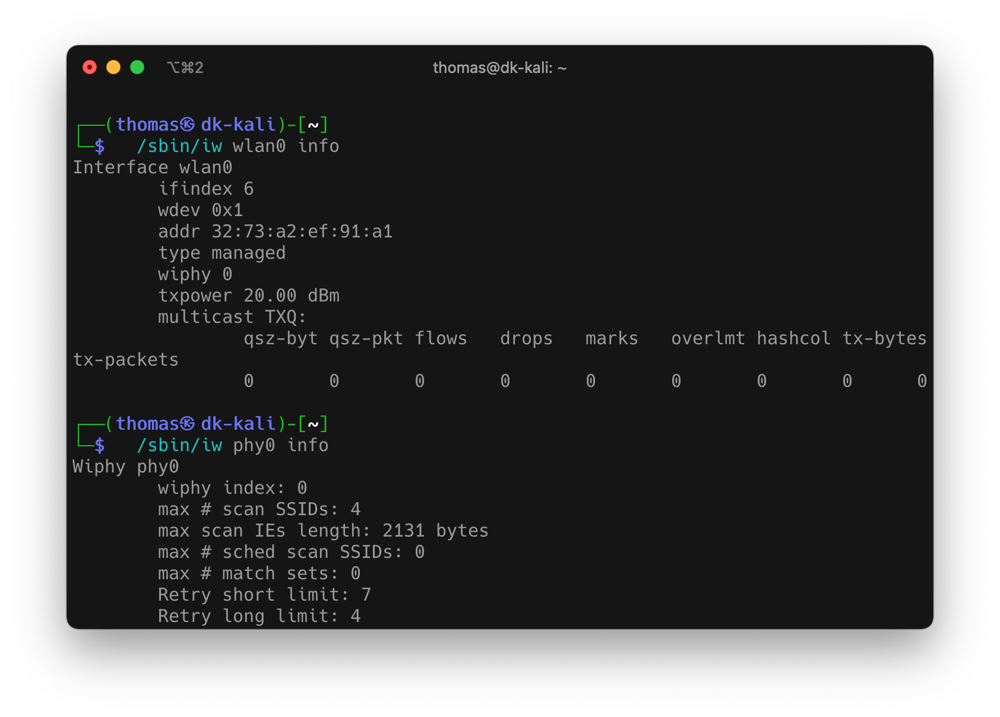 ⌥⌘2
thomas@dk-kali: ~
┌──(thomas㉿dk-kali)-[~]
└─$   /sbin/iw wlan0 info
Interface wlan0
        ifindex 6
        wdev 0x1
        addr 32:73:a2:ef:91:a1
        type managed
        wiphy 0
        txpower 20.00 dBm
        multicast TXQ:
                qsz-byt qsz-pkt flows   drops   marks   overlmt hashcol tx-bytes
tx-packets
                0       0       0       0       0       0       0       0      0
┌──(thomas㉿dk-kali)-[~]
└─$   /sbin/iw phy0 info
Wiphy phy0
        wiphy index: 0
        max # scan SSIDs: 4
        max scan IEs length: 2131 bytes
        max # sched scan SSIDs: 0
        max # match sets: 0
        Retry short limit: 7
        Retry long limit: 4